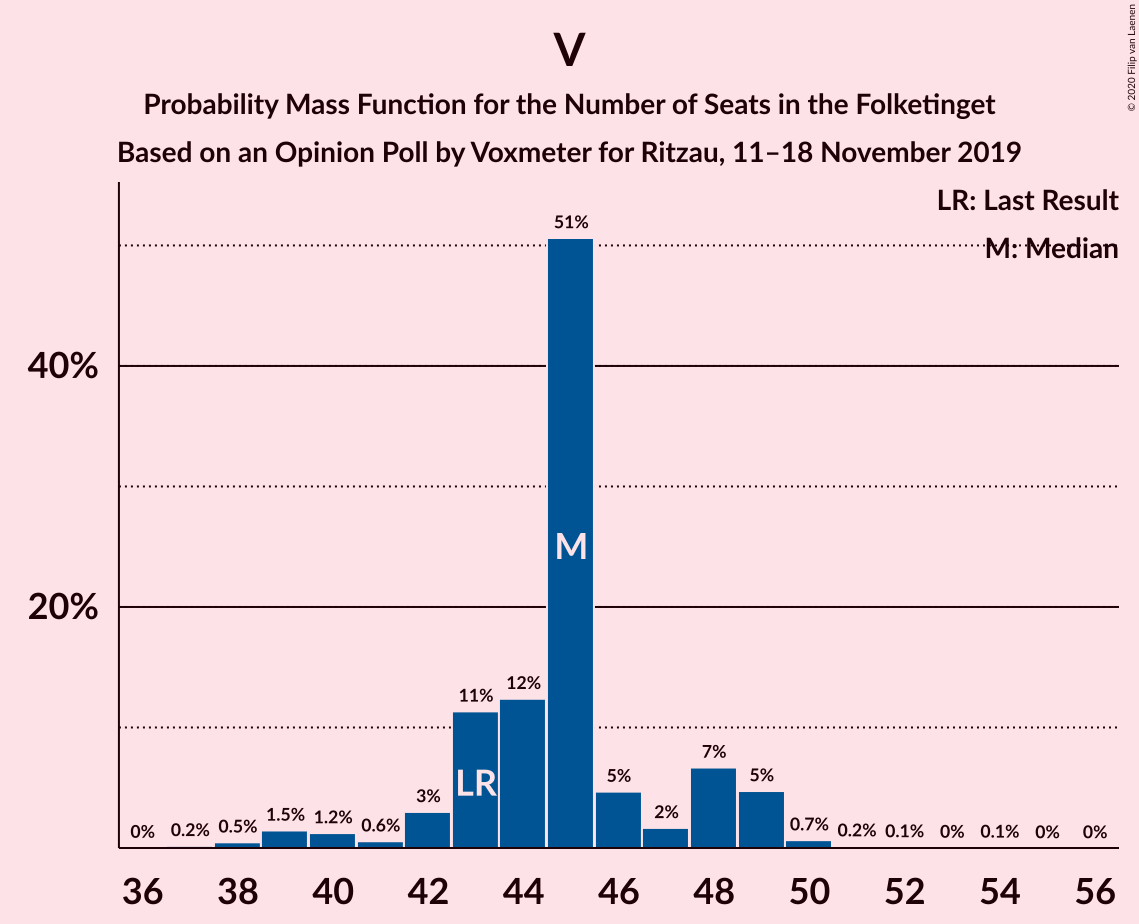 V
Probability Mass Function for the Number of Seats in the Folketinget
Based on an Opinion Poll by Voxmeter for Ritzau, 11–18 November 2019
© 2020 Filip van Laenen
LR: Last Result
M: Median
51%
40%
M
20%
12%
11%
7%
LR
5%
5%
3%
2%
1.5%
1.2%
0.7%
0.6%
0.5%
0.2%
0%
0.2%
0.1%
0%
0.1%
0%
0%
36 38 40 42 44 46 48 50 52 54 56